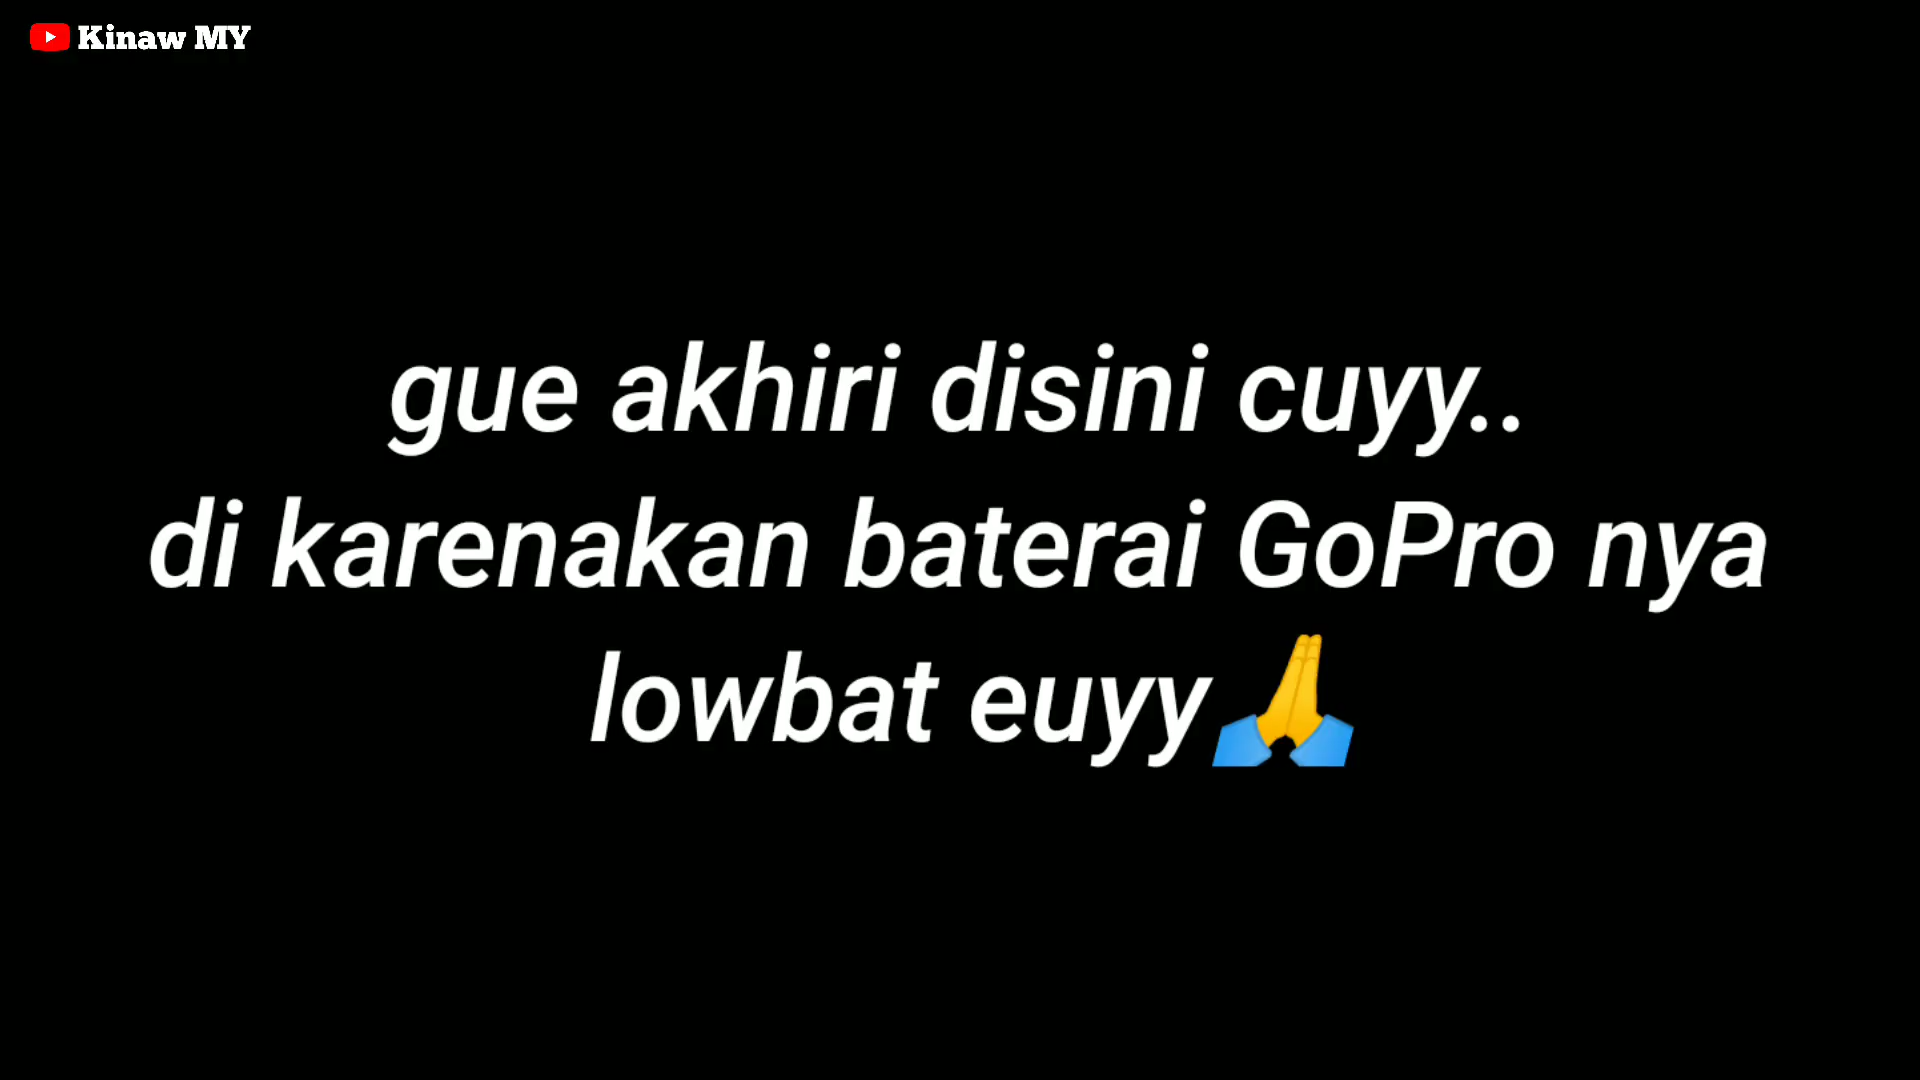 Kinaw MY
gue akhiri disini cuyy..
di karenakan baterai GoPro nya
lowbat euyy🙏